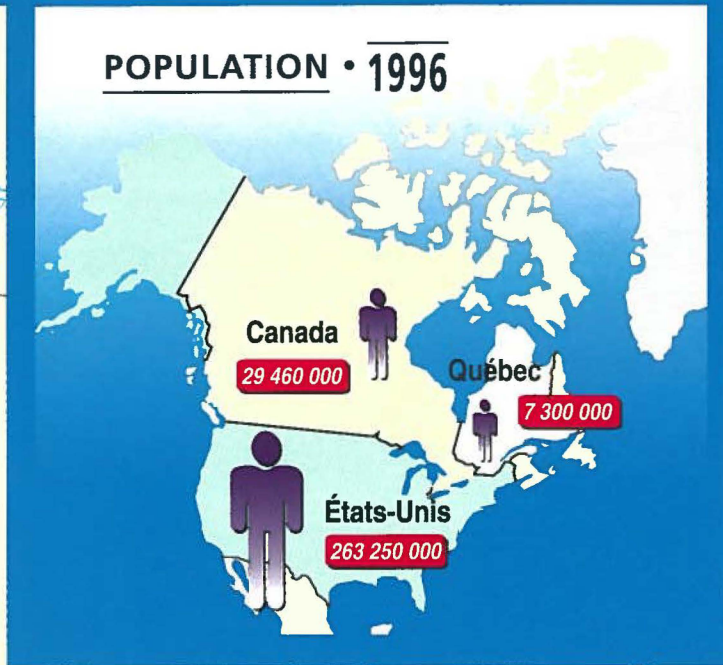 POPULATION • 1996
Canada
29 460 000
Québec
7 300 000
États-Unis
263 250 000